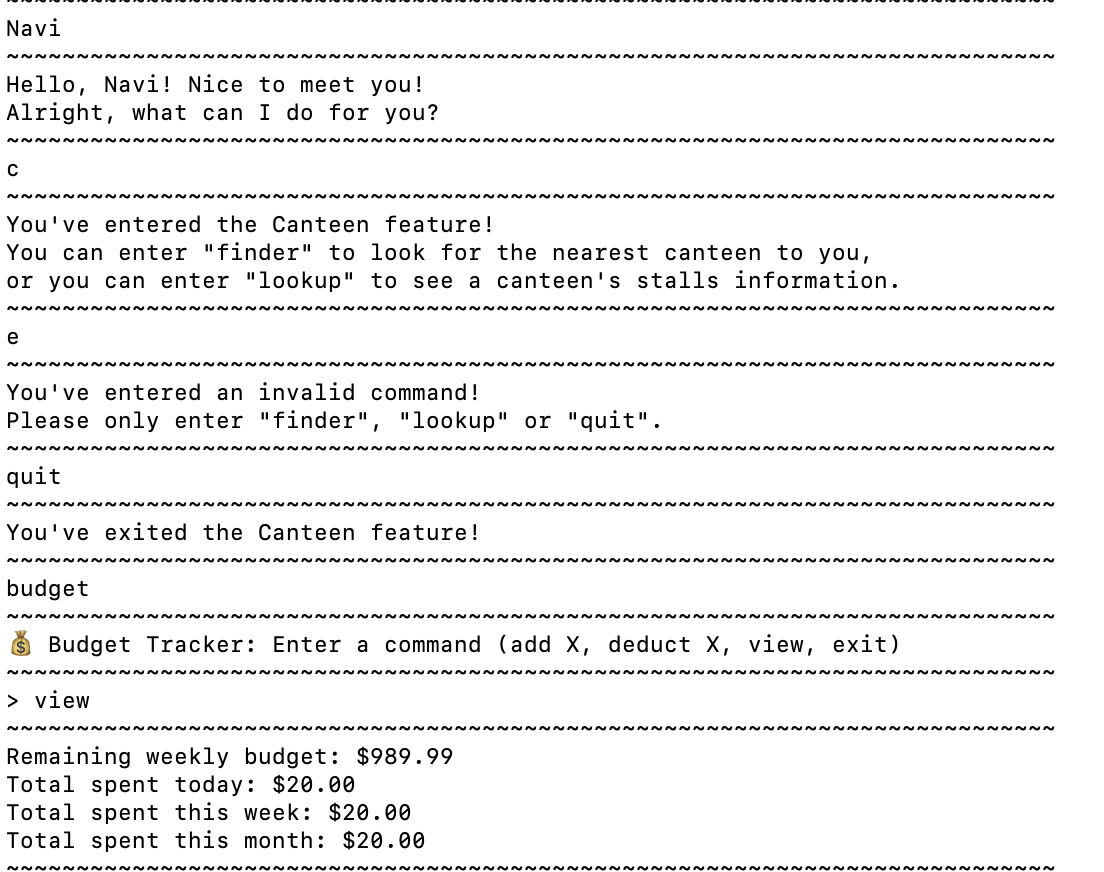 ~~~~~~~~~~~~~~~~~~~~~~~~~~~~~~~~~~~~~~~~~~~~~~~~~~~~~~~~~~~~~~~~~~~~~~~~~~~
Navi
~~~~~~~~~~~~~~~~~~~~~~~~~~~~~~~~~~~~~~~~~~~~~~~~~~~~~~~~~~~~~~~~~~~~~~~~~~~
Hello, Navi! Nice to meet you!
Alright, what can I do for you?
~~~~~~~~~~~~~~~~~~~~~~~~~~~~~~~~~~~~~~~~~~~~~~~~~~~~~~~~~~~~~~~~~~~~~~~~~~~
c
~~~~~~~~~~~~~~~~~~~~~~~~~~~~~~~~~~~~~~~~~~~~~~~~~~~~~~~~~~~~~~~~~~~~~~~~~~~
You've entered the Canteen feature!
You can enter "finder" to look for the nearest canteen to you,
or you can enter "lookup" to see a canteen's stalls information.
~~~~~~~~~~~~~~~~~~~~~~~~~~~~~~~~~~~~~~~~~~~~~~~~~~~~~~~~~~~~~~~~~~~~~~~~~~~
e
~~~~~~~~~~~~~~~~~~~~~~~~~~~~~~~~~~~~~~~~~~~~~~~~~~~~~~~~~~~~~~~~~~~~~~~~~~~
You've entered an invalid command!
Please only enter "finder", "lookup" or "quit".
~~~~~~~~~~~~~~~~~~~~~~~~~~~~~~~~~~~~~~~~~~~~~~~~~~~~~~~~~~~~~~~~~~~~~~~~~~~
quit
~~~~~~~~~~~~~~~~~~~~~~~~~~~~~~~~~~~~~~~~~~~~~~~~~~~~~~~~~~~~~~~~~~~~~~~~~~~
You've exited the Canteen feature!
~~~~~~~~~~~~~~~~~~~~~~~~~~~~~~~~~~~~~~~~~~~~~~~~~~~~~~~~~~~~~~~~~~~~~~~~~~~
budget
~~~~~~~~~~~~~~~~~~~~~~~~~~~~~~~~~~~~~~~~~~~~~~~~~~~~~~~~~~~~~~~~~~~~~~~~~~~
💰 Budget Tracker: Enter a command (add X, deduct X, view, exit)
~~~~~~~~~~~~~~~~~~~~~~~~~~~~~~~~~~~~~~~~~~~~~~~~~~~~~~~~~~~~~~~~~~~~~~~~~~~
> view
~~~~~~~~~~~~~~~~~~~~~~~~~~~~~~~~~~~~~~~~~~~~~~~~~~~~~~~~~~~~~~~~~~~~~~~~~~~
Remaining weekly budget: $989.99
Total spent today: $20.00
Total spent this week: $20.00
Total spent this month: $20.00
~~~~~~~~~~~~~~~~~~~~~~~~~~~~~~~~~~~~~~~~~~~~~~~~~~~~~~~~~~~~~~~~~~~~~~~~~~~